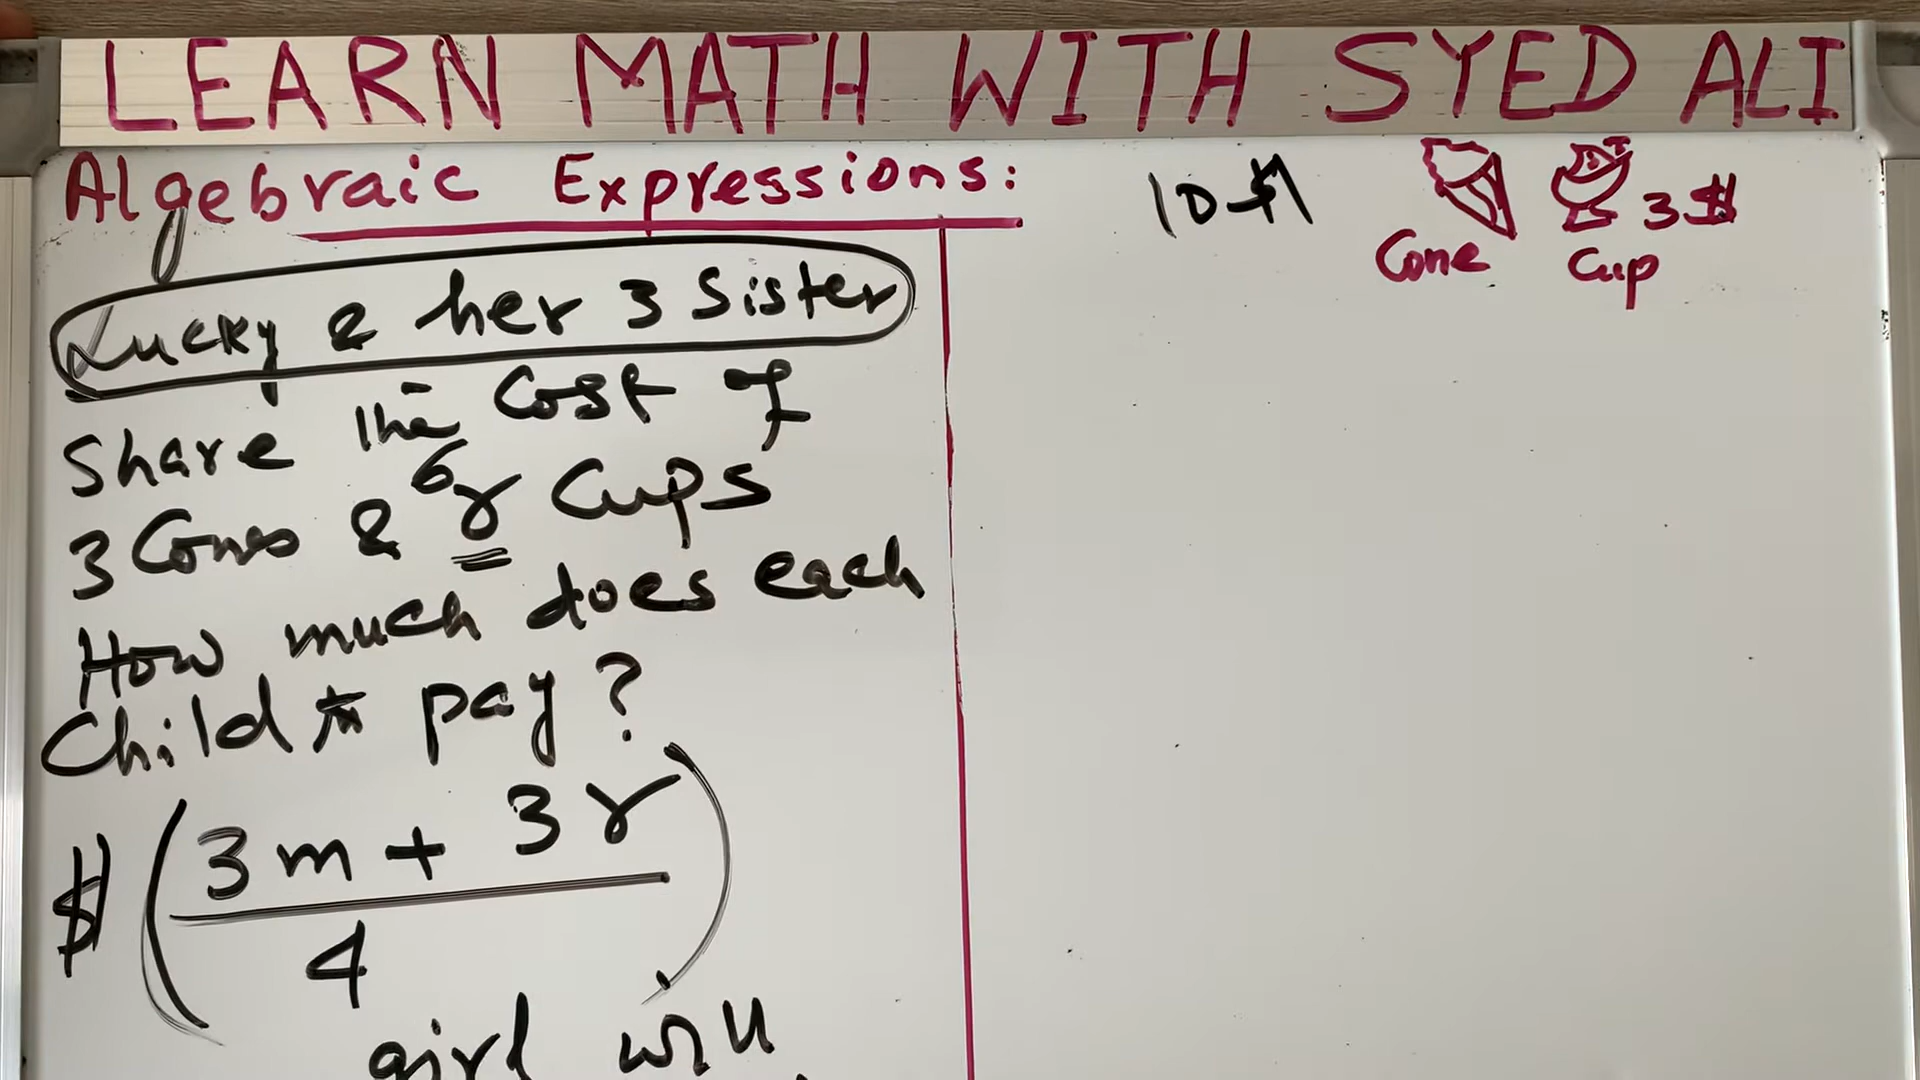 LEARN MATH WITH SYED ALI
Algebraic Expressions:
Lucky & her 3 Sister
Share the Cost of
3 Cones & 6 r Cups
How much does each
Child pay?
$ (3m + 3r
4)
girl will
10 $
Cone
Cup
3 $